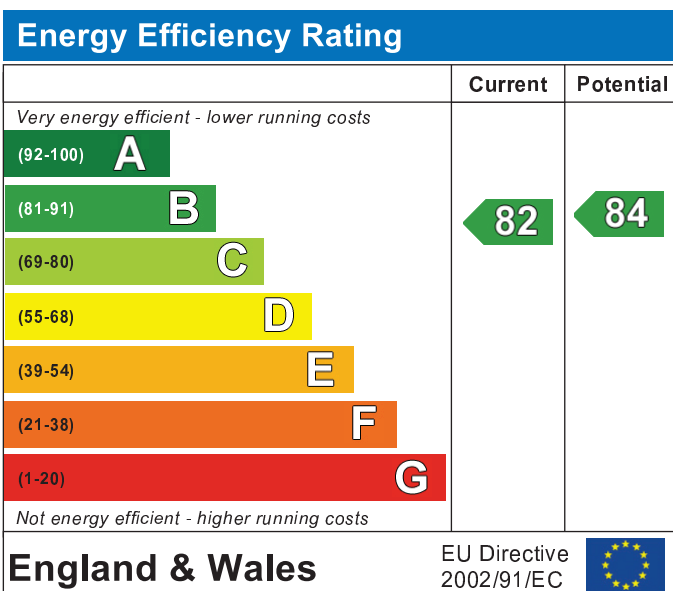 Energy Efficiency Rating
Current Potential
Very energy efficient - lower running costs
(92-100) A
(81-91) B 82 84
(69-80) C
(55-68) D
(39-54) E
(21-38) F
(1-20) G
Not energy efficient - higher running costs
England & Wales
EU Directive
2002/91/EC